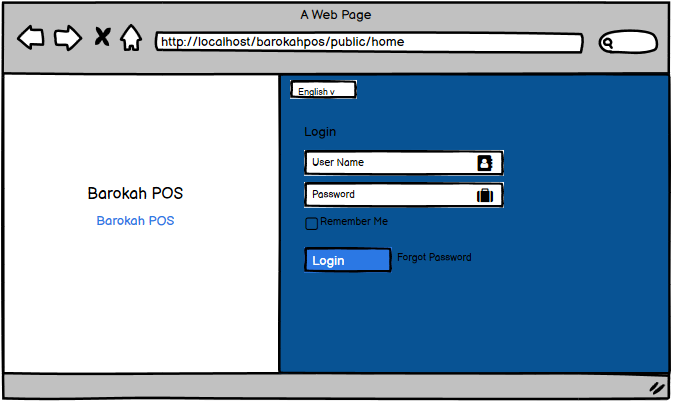 A Web Page
http://localhost/barokahpos/public/home
English v
Login
User Name
Barokah POS
Password
Barokah POS
Remember Me
Login
Forgot Password